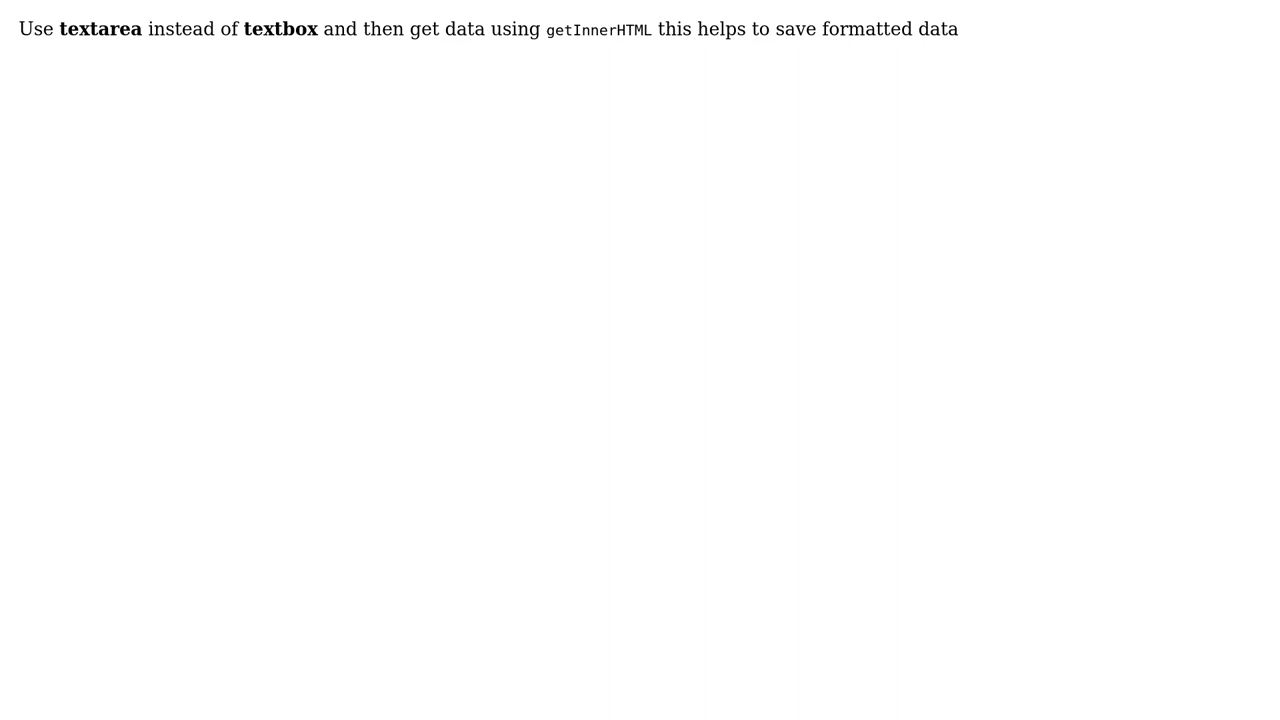 Use textarea instead of textbox and then get data using getInnerHTML this helps to save formatted data